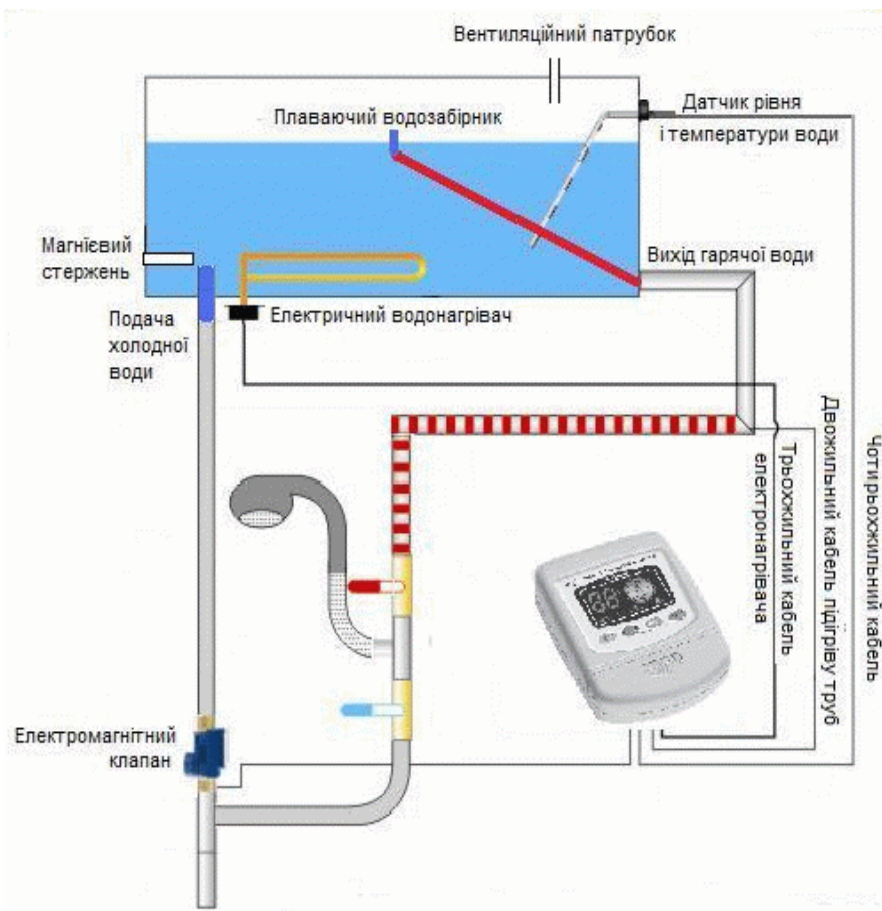 Вентиляційний патрубок
Плаваючий водозабірник
Датчик рівня
і температури води
Магнієвий
стержень
Вихід гарячої води
Подача
холодної
води
Електричний водонагрівач
Трьохжильний кабель
електронагрівача
Двожильний кабель підігріву труб
Чотирьохжильний кабель
Електромагнітний
клапан